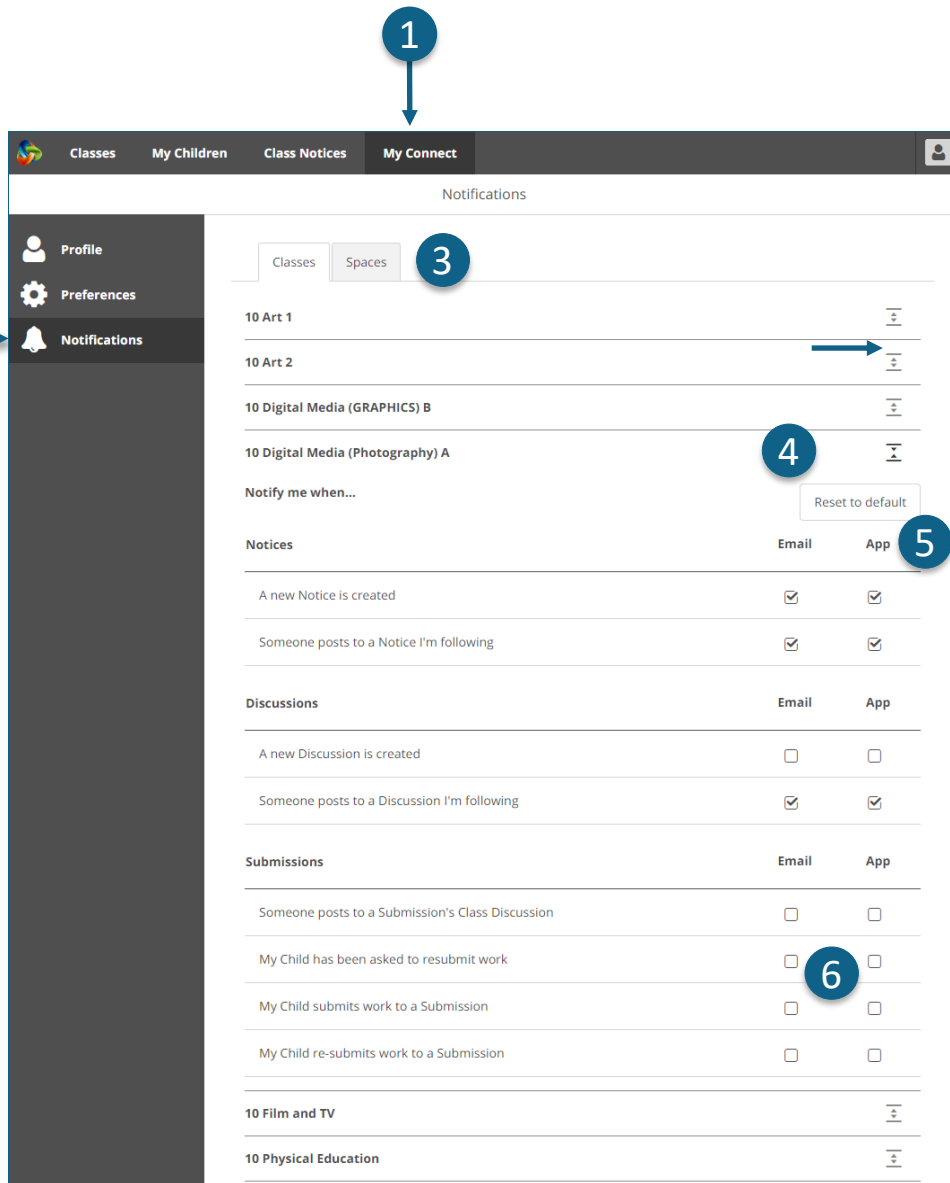 1
Classes My Children Class Notices My Connect
Notifications
Profile
Preferences
Notifications
Classes Spaces 3
10 Art 1
10 Art 2
10 Digital Media (GRAPHICS) B
10 Digital Media (Photography) A 4
Notify me when...
Reset to default
Notices Email App 5
A new Notice is created
Someone posts to a Notice I'm following
Discussions Email App
A new Discussion is created
Someone posts to a Discussion I'm following
Submissions Email App
Someone posts to a Submission's Class Discussion
My Child has been asked to resubmit work 6
My Child submits work to a Submission
My Child re-submits work to a Submission
10 Film and TV
10 Physical Education